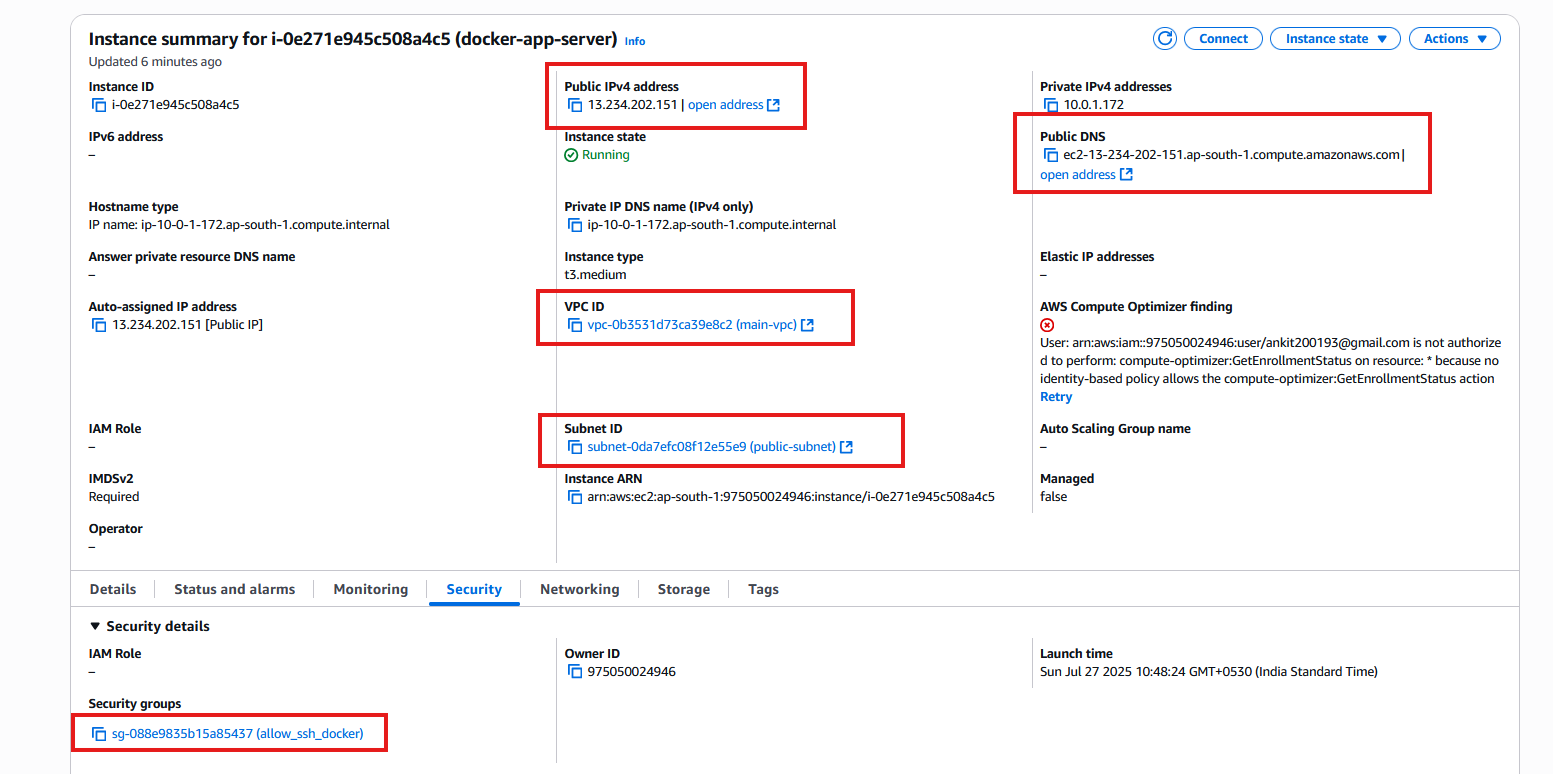 Instance summary for i-0e271e945c508a4c5 (docker-app-server) Info
Connect
Instance state
Actions
Updated 6 minutes ago
Instance ID
i-0e271e945c508a4c5
Public IPv4 address
13.234.202.151 | open address
Private IPv4 addresses
10.0.1.172
IPv6 address
–
Instance state
Running
Public DNS
ec2-13-234-202-151.ap-south-1.compute.amazonaws.com |
open address
Hostname type
IP name: ip-10-0-1-172.ap-south-1.compute.internal
Private IP DNS name (IPv4 only)
ip-10-0-1-172.ap-south-1.compute.internal
Answer private resource DNS name
–
Instance type
t3.medium
Elastic IP addresses
–
Auto-assigned IP address
13.234.202.151 [Public IP]
VPC ID
vpc-0b3531d73ca39e8c2 (main-vpc)
AWS Compute Optimizer finding
User: arn:aws:iam::975050024946:user/ankit200193@gmail.com is not authorize
d to perform: compute-optimizer:GetEnrollmentStatus on resource: * because no
identity-based policy allows the compute-optimizer:GetEnrollmentStatus action
Retry
IAM Role
–
Subnet ID
subnet-0da7efc08f12e55e9 (public-subnet)
Auto Scaling Group name
–
IMDSv2
Required
Instance ARN
arn:aws:ec2:ap-south-1:975050024946:instance/i-0e271e945c508a4c5
Managed
false
Operator
–
Details
Status and alarms
Monitoring
Security
Networking
Storage
Tags
Security details
IAM Role
–
Owner ID
975050024946
Launch time
Sun Jul 27 2025 10:48:24 GMT+0530 (India Standard Time)
Security groups
sg-088e9835b15a85437 (allow_ssh_docker)